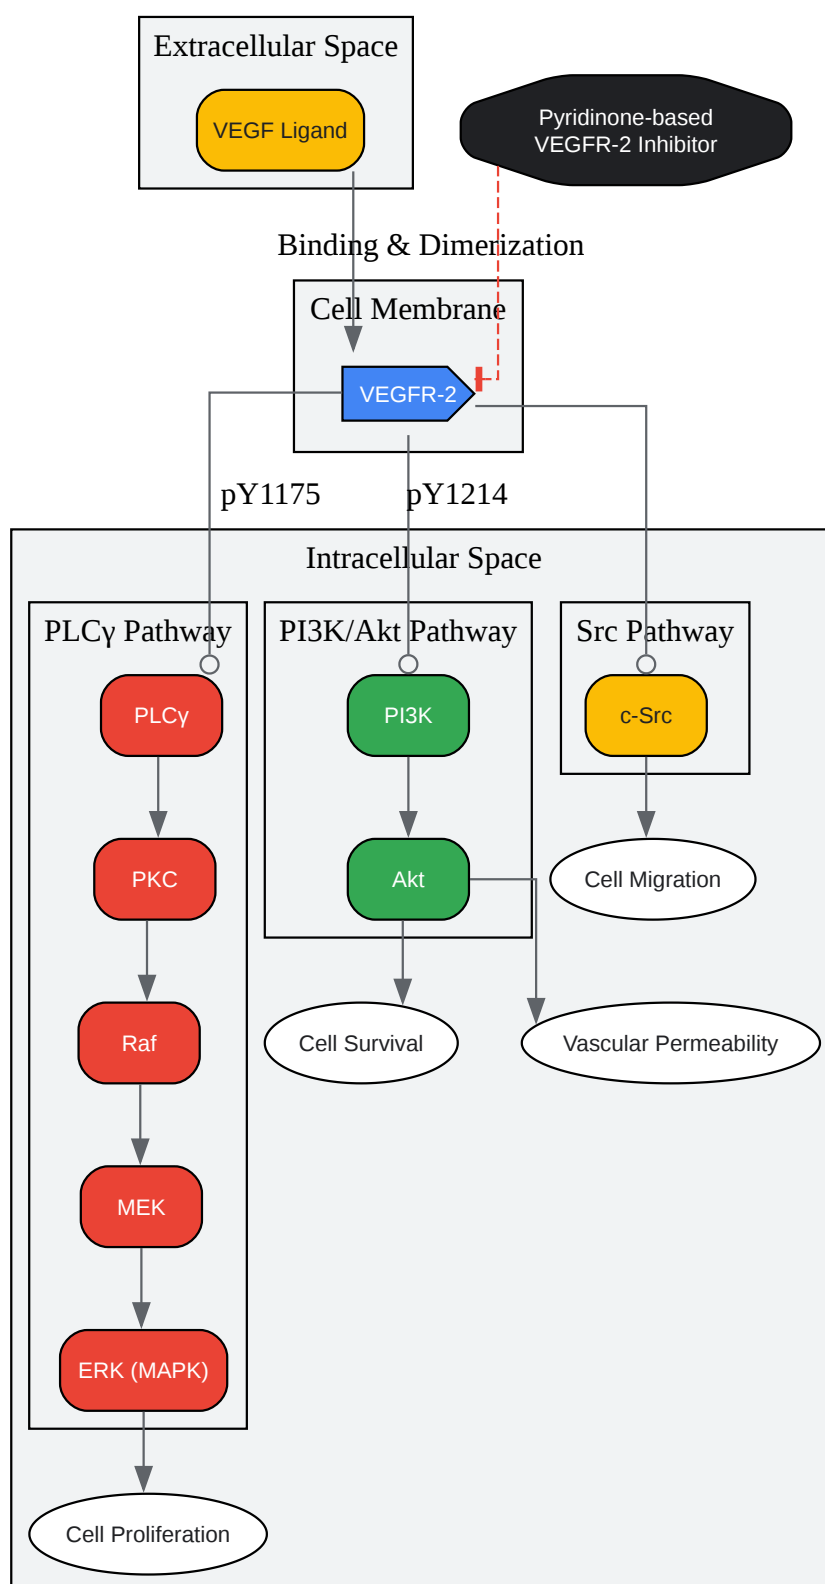 Extracellular Space
VEGF Ligand
Pyridinone-based
VEGFR-2 Inhibitor
Binding & Dimerization
Cell Membrane
VEGFR-2
pY1175
pY1214
Intracellular Space
PLCγ Pathway
PI3K/Akt Pathway
Src Pathway
PLCγ
PI3K
c-Src
PKC
Akt
Cell Migration
Raf
Cell Survival
Vascular Permeability
MEK
ERK (MAPK)
Cell Proliferation